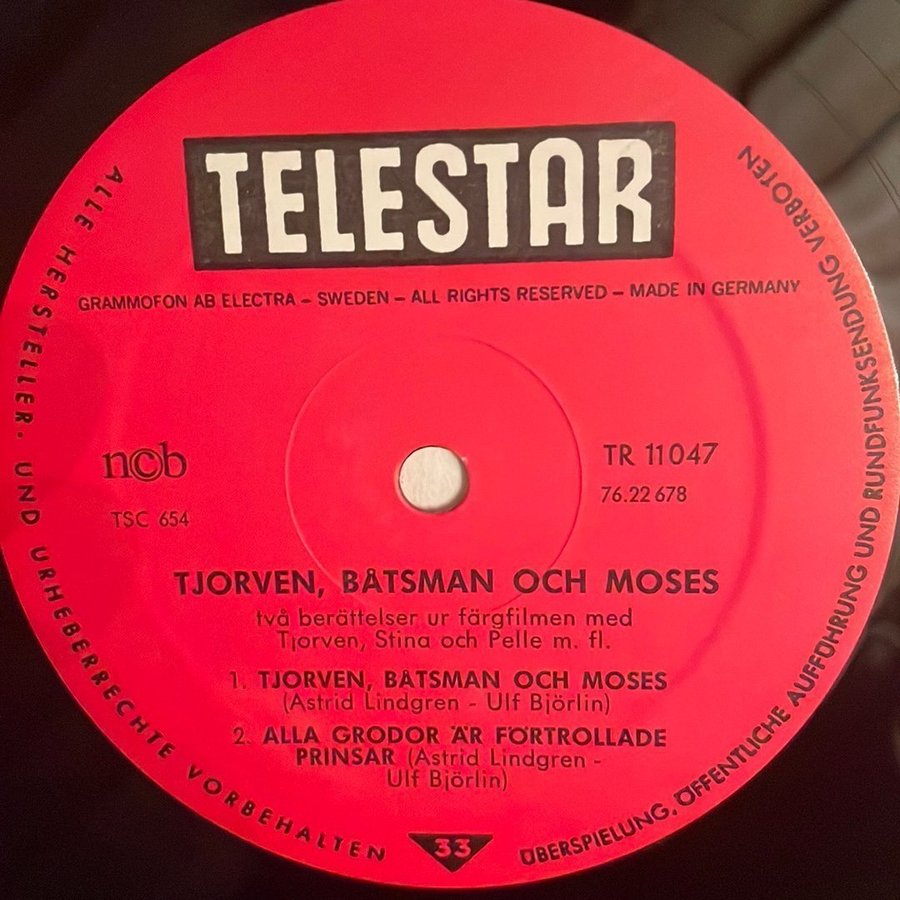 TELESTAR
GRAMMOFON AB ELECTRA – SWEDEN – ALL RIGHTS RESERVED – MADE IN GERMANY
ALLE HERSTELLER. UND URHEBERRECHTE VORBEHALTEN
ÜBERSPIELUNG, ÖFFENTLICHE AUFFÜHRUNG UND RUNDFUNKSENDUNG VERBOTEN
ncb
TSC 654
TR 11047
76.22 678
TJORVEN, BÅTSMAN OCH MOSES
två berättelser ur färgfilmen med
Tjorven, Stina och Pelle m. fl.
1. TJORVEN, BÅTSMAN OCH MOSES
(Astrid Lindgren - Ulf Björlin)
2. ALLA GRODOR ÄR FÖRTROLLADE
PRINSAR (Astrid Lindgren -
Ulf Björlin)
33